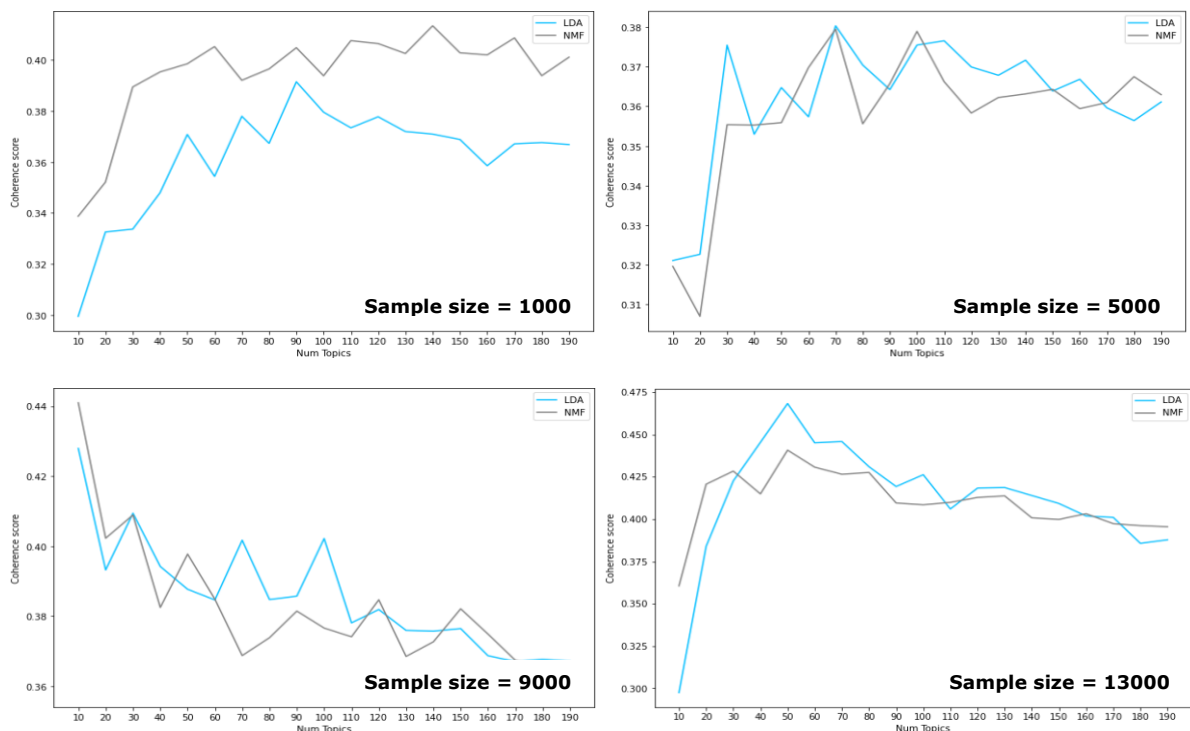 LDA
NMF
0.40
0.38
0.36
0.34
0.32
0.30
Coherence score
Sample size = 1000
10 20 30 40 50 60 70 80 90 100 110 120 130 140 150 160 170 180 190
Num Topics
LDA
NMF
0.38
0.37
0.36
0.35
0.34
0.33
0.32
0.31
Coherence score
Sample size = 5000
10 20 30 40 50 60 70 80 90 100 110 120 130 140 150 160 170 180 190
Num Topics
LDA
NMF
0.44
0.42
0.40
0.38
0.36
Coherence score
Sample size = 9000
10 20 30 40 50 60 70 80 90 100 110 120 130 140 150 160 170 180 190
Num Topics
LDA
NMF
0.475
0.450
0.425
0.400
0.375
0.350
0.325
0.300
Coherence score
Sample size = 13000
10 20 30 40 50 60 70 80 90 100 110 120 130 140 150 160 170 180 190
Num Topics